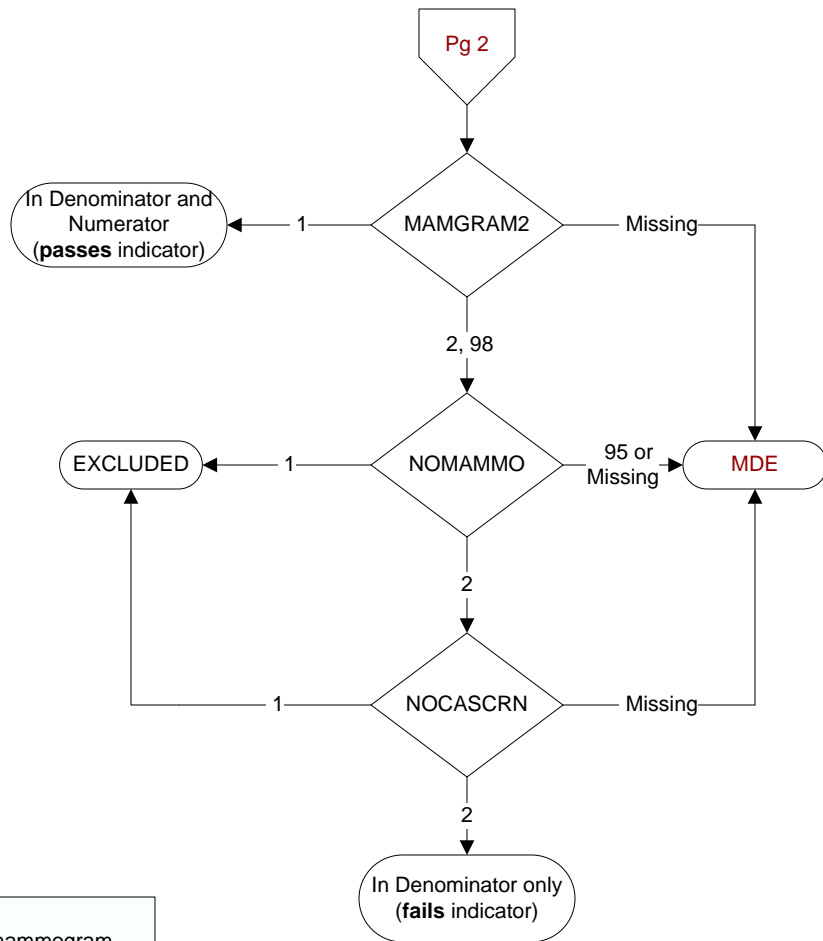 Pg 2
In Denominator and
Numerator
(passes indicator)
1
MAMGRAM2
Missing
2, 98
EXCLUDED
1
NOMAMMO
95 or
Missing
MDE
2
1
NOCASCRN
Missing
2
In Denominator only
(fails indicator)